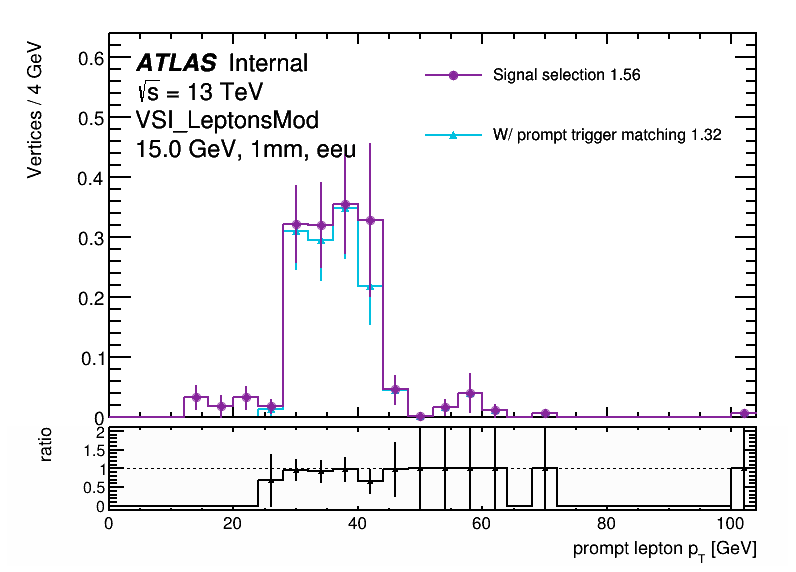 ATLAS Internal
√s = 13 TeV
VSI_LeptonsMod
15.0 GeV, 1mm, eeu
Signal selection 1.56
W/ prompt trigger matching 1.32
Vertices / 4 GeV
0.6
0.5
0.4
0.3
0.2
0.1
0
ratio
2
1.5
1
0.5
0
0 20 40 60 80 100
prompt lepton pT [GeV]